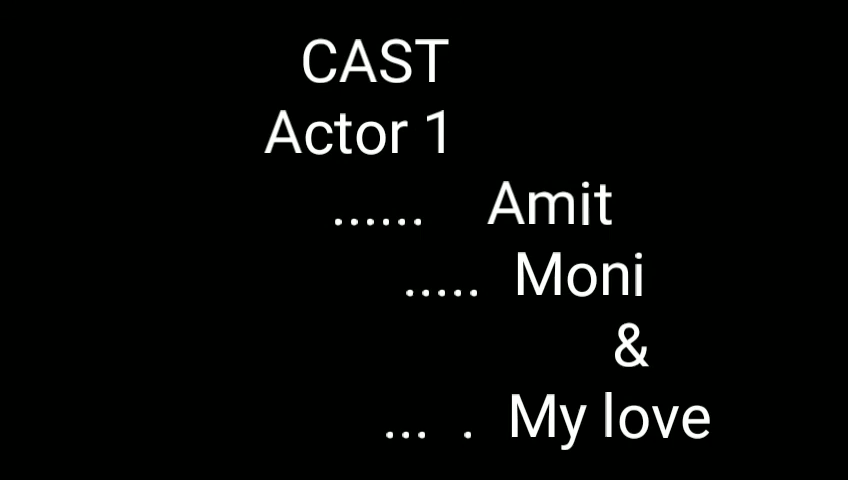 CAST
Actor 1
...... Amit
..... Moni
&
... . My love